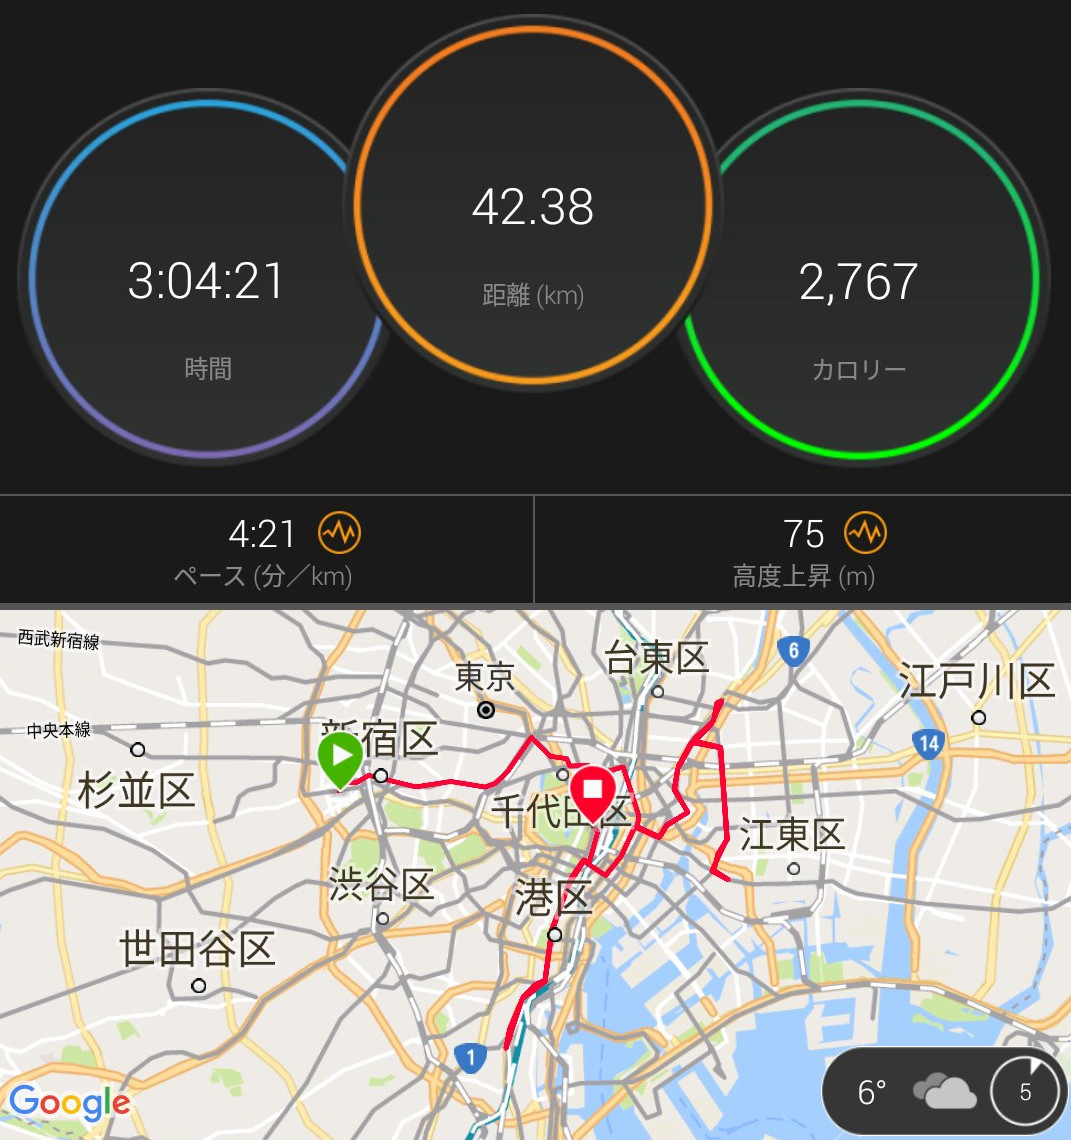 42.38
距離 (km)
3:04:21
時間
2,767
カロリー
4:21
ペース (分／km)
75
高度上昇 (m)
西武新宿線
台東区
6
東京
江戸川区
中央本線
新宿区
14
杉並区
千代田区
江東区
渋谷区
港区
世田谷区
1
Google
6°
5